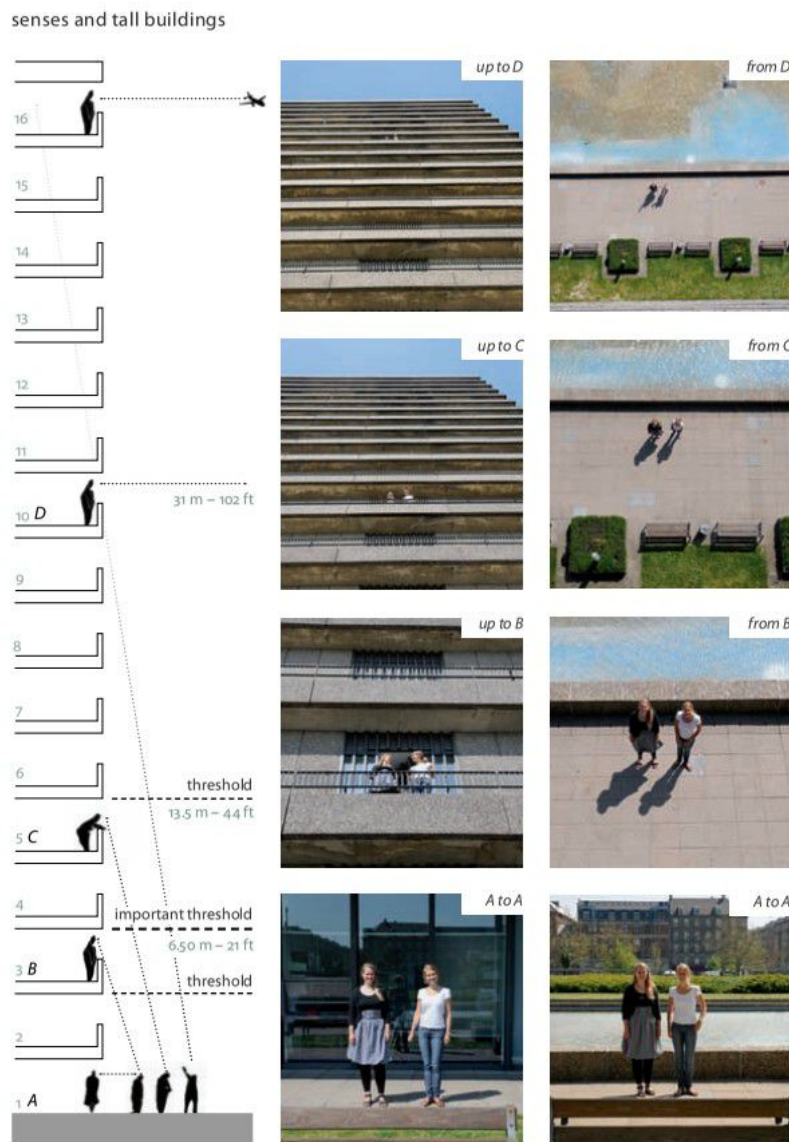 senses and tall buildings
up to D
from D
16
15
14
13
12
11
up to C
from C
31 m – 102 ft
10 D
9
8
7
up to B
from B
6
threshold
13.5 m – 44 ft
5 C
4
important threshold
A to A
A to A
6.50 m – 21 ft
3 B
threshold
2
1 A